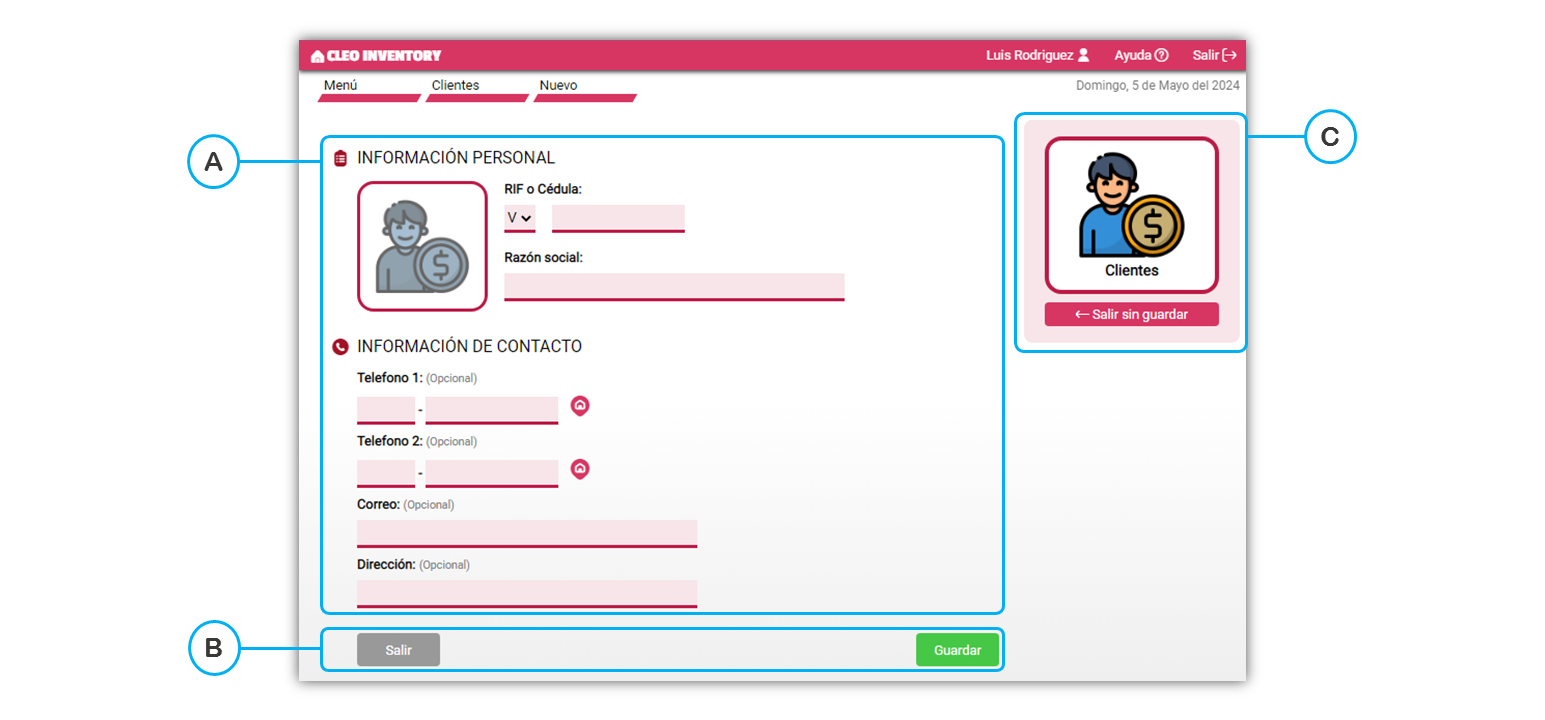 CLEO INVENTORY
Luis Rodriguez Ayuda Salir
Menú Clientes Nuevo
Domingo, 5 de Mayo del 2024
A
INFORMACIÓN PERSONAL
RIF o Cédula:
V
Razón social:
INFORMACIÓN DE CONTACTO
Telefono 1: (Opcional)
-
Telefono 2: (Opcional)
-
Correo: (Opcional)
Dirección: (Opcional)
C
$
$
Clientes
← Salir sin guardar
B
Salir
Guardar